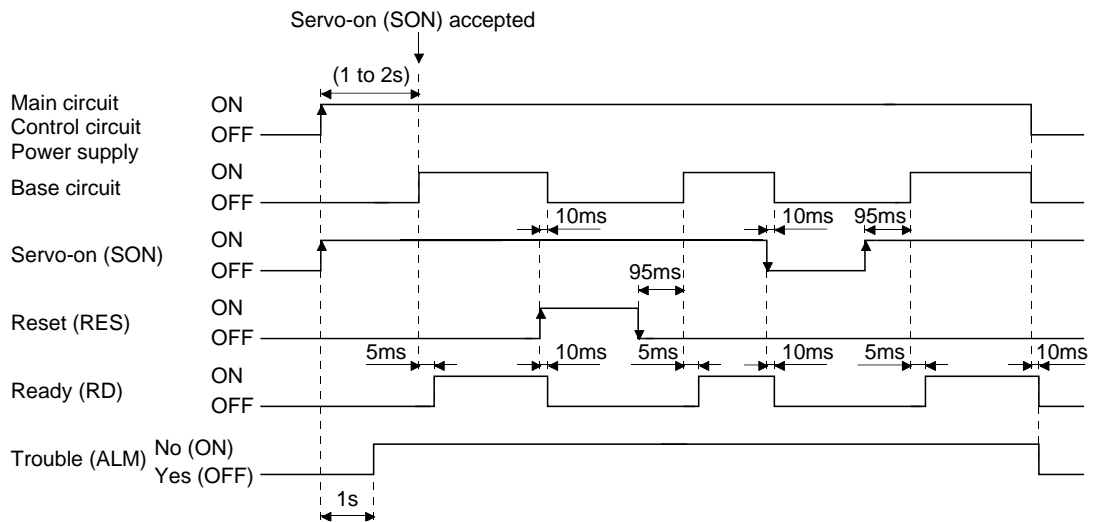 Servo-on (SON) accepted
(1 to 2s)
Main circuit
Control circuit
Power supply
ON
OFF
Base circuit
ON
OFF
10ms
10ms
95ms
Servo-on (SON)
ON
OFF
95ms
Reset (RES)
ON
OFF
5ms
10ms
5ms
10ms
5ms
10ms
Ready (RD)
ON
OFF
Trouble (ALM)
No (ON)
Yes (OFF)
1s